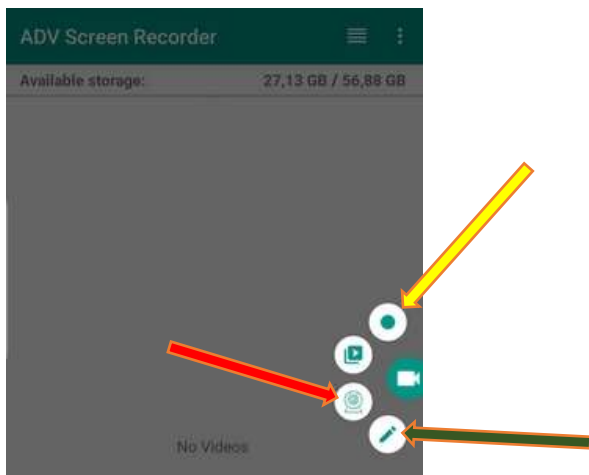 ADV Screen Recorder
Available storage: 27,13 GB / 56,88 GB
No Videos